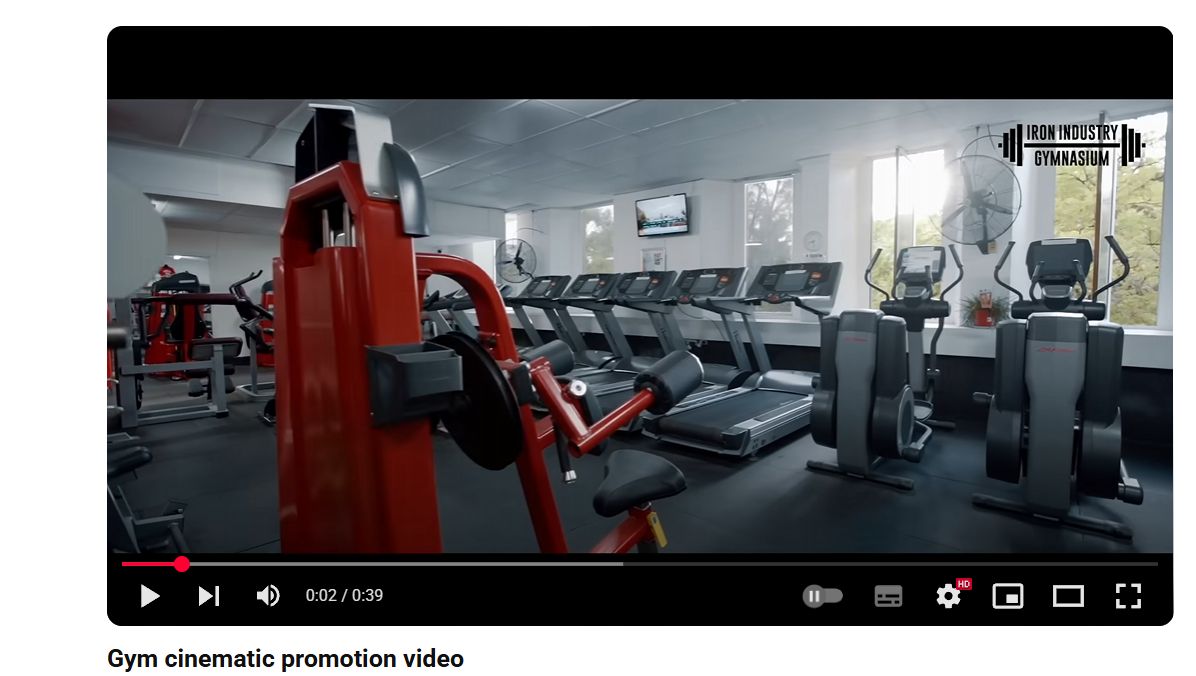 IRON INDUSTRY
GYMNASIUM
0:02 / 0:39
HD
Gym cinematic promotion video